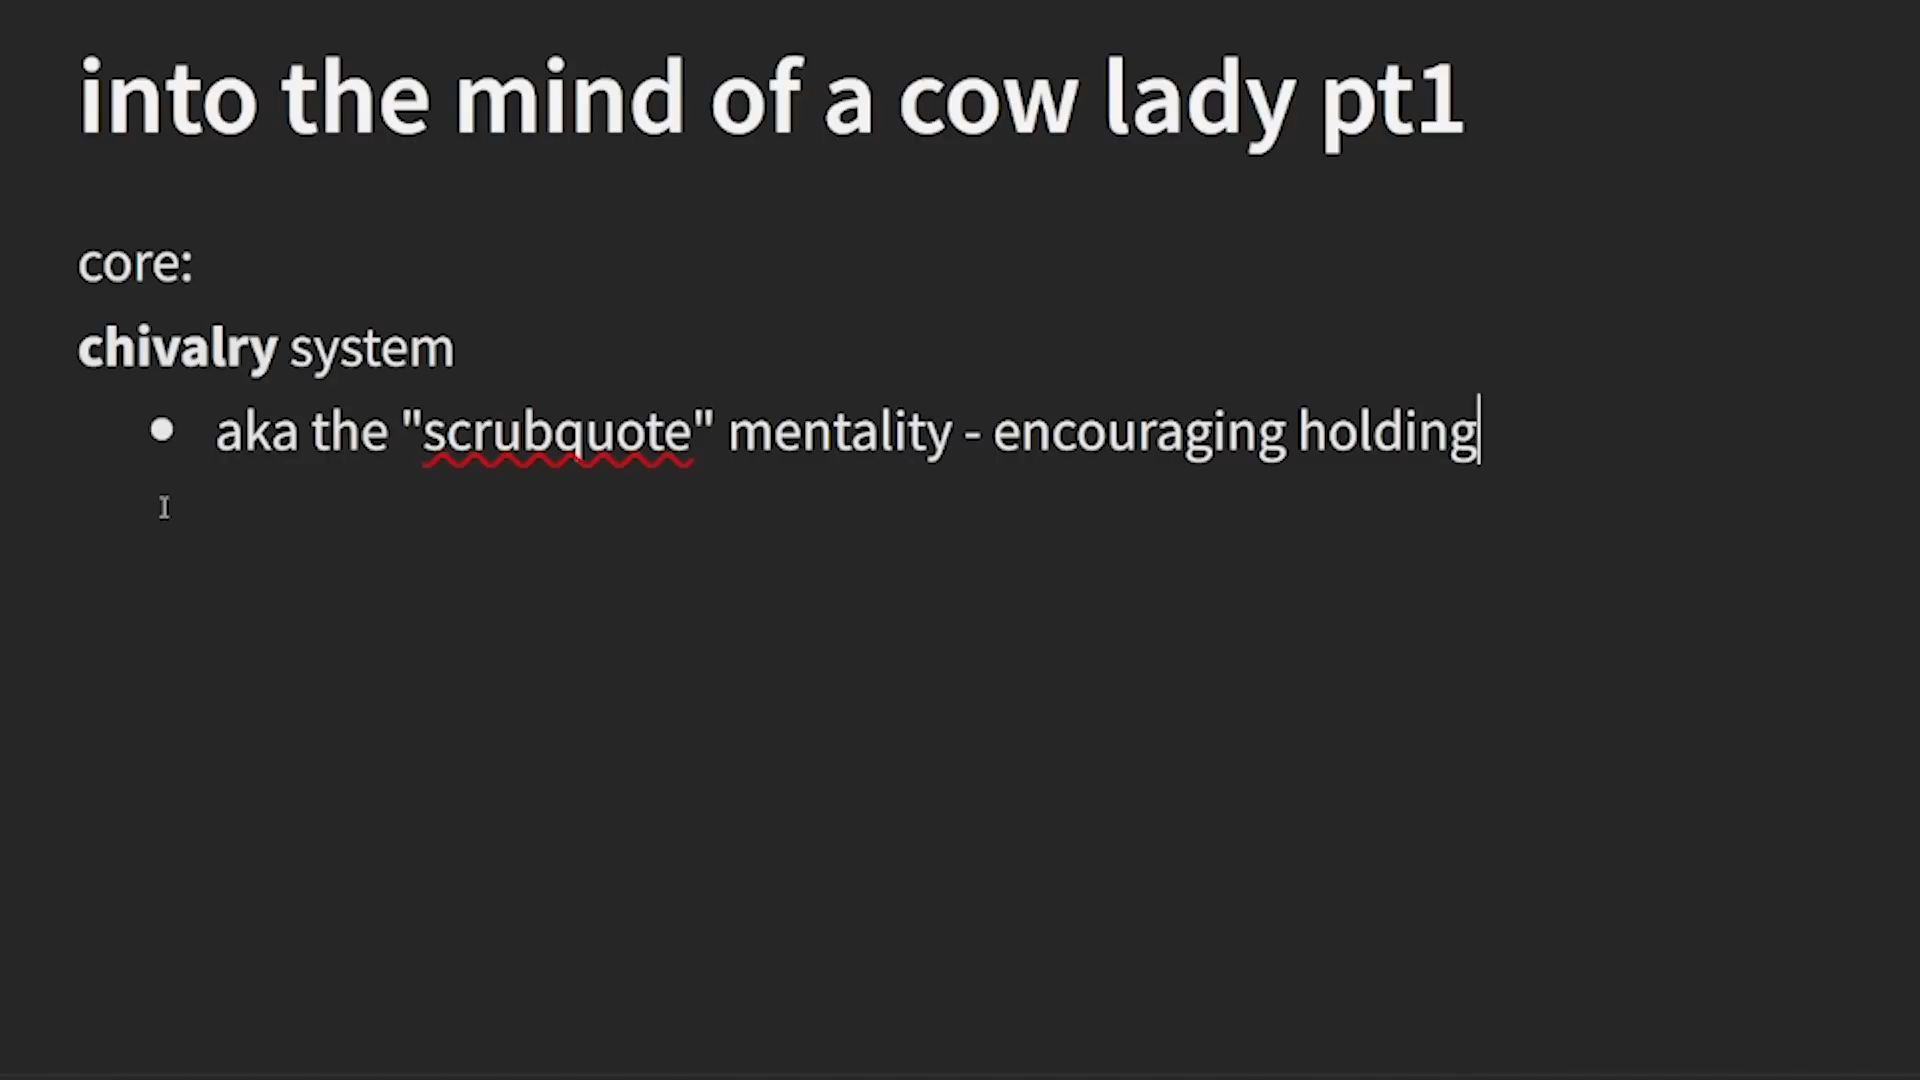 into the mind of a cow lady pt1
core:
chivalry system
aka the "scrubquote" mentality - encouraging holding